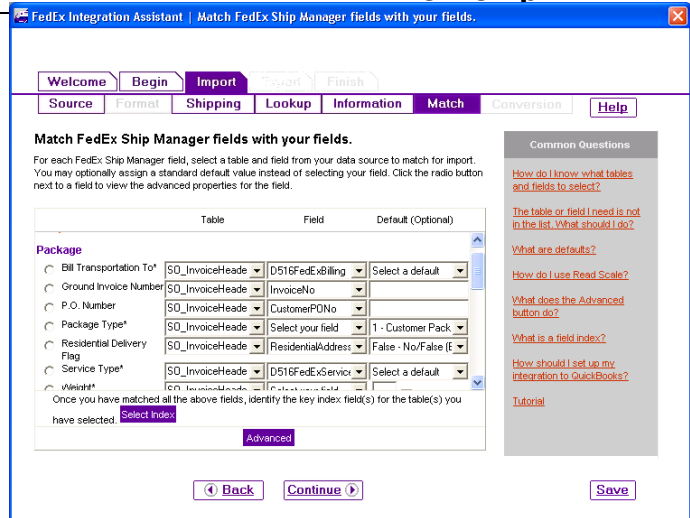 FedEx Integration Assistant | Match FedEx Ship Manager fields with your fields.
Welcome Begin Import Finish
Source Format Shipping Lookup Information Match Conversion Help
Match FedEx Ship Manager fields with your fields.
For each FedEx Ship Manager field, select a table and field from your data source to match for import.
You may optionally assign a standard default value instead of selecting your field. Click the radio button
next to a field to view the advanced properties for the field.
Table Field Default (Optional)
Package
Bill Transportation To* SO_InvoiceHeade D516FedExBilling Select a default
Ground Invoice Number SO_InvoiceHeade InvoiceNo
P.O. Number SO_InvoiceHeade CustomerPONo
Package Type* SO_InvoiceHeade Select your field 1 - Customer Pack
Residential Delivery SO_InvoiceHeade ResidentialAddress False - No/False (E
Flag
Service Type* SO_InvoiceHeade D516FedExService Select a default
Weight* SO_InvoiceHeade Select your field
Once you have matched all the above fields, identify the key index field(s) for the table(s) you
have selected. Select Index
Advanced
Back Continue Save
Common Questions
How do I know what tables
and fields to select?
The table or field I need is not
in the list. What should I do?
What are defaults?
How do I use Read Scale?
What does the Advanced
button do?
What is a field index?
How should I set up my
integration to QuickBooks?
Tutorial